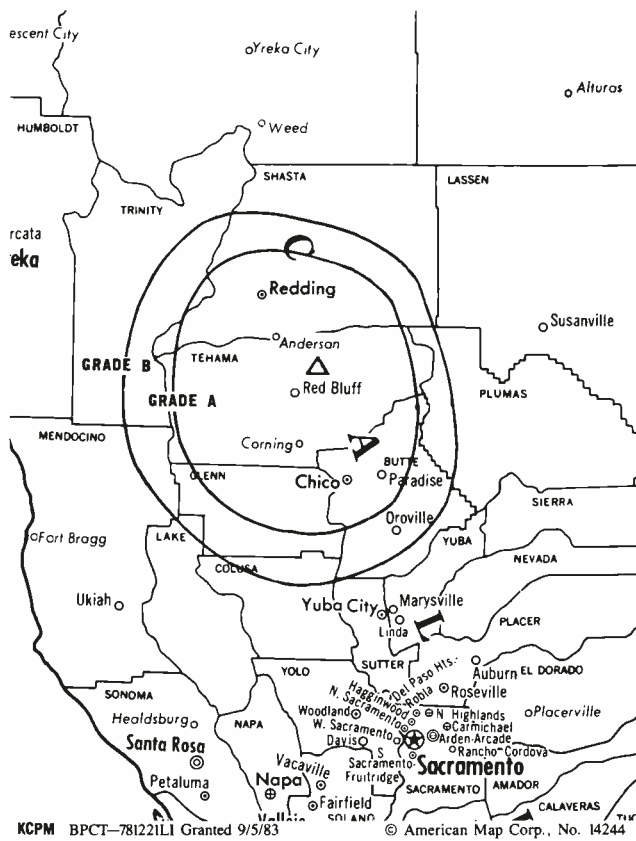 escent City
Yreka City
Alturas
Weed
HUMBOLDT
SHASTA
LASSEN
TRINITY
rcata
eka
C
Redding
Susanville
Anderson
TEHAMA
GRADE B
Red Bluff
PLUMAS
GRADE A
MENDOCINO
Corning
A
BUTTE
GLENN
Chico
Paradise
SIERRA
Oroville
Fort Bragg
LAKE
YUBA
COLUSA
NEVADA
Ukiah
Yuba City
Marysville
Linda
L
PLACER
SUTTER
Del Paso Hts.
Auburn
EL DORADO
YOLO
Hagginwood
Robla
Roseville
SONOMA
N. Sacramento
Woodland
N Highlands
Placerville
Healdsburg
NAPA
W. Sacramento
Carmichael
Davis
Arden-Arcade
Santa Rosa
S
Rancho Cordova
Vacaville
Sacramento-
Fruitridge
Sacramento
Petaluma
Napa
SACRAMENTO
AMADOR
Fairfield
CALAVERAS
Vallejo
SOLANO
TUO
KCPM BPCT—781221L1 Granted 9/5/83 © American Map Corp., No. 14244